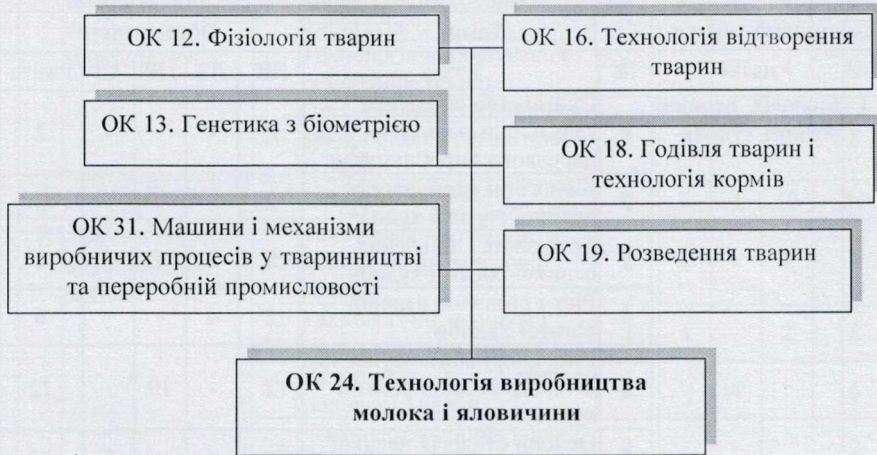 ОК 12. Фізіологія тварин
ОК 16. Технологія відтворення
тварин
ОК 13. Генетика з біометрією
ОК 18. Годівля тварин і
технологія кормів
ОК 31. Машини і механізми
виробничих процесів у тваринництві
та переробній промисловості
ОК 19. Розведення тварин
ОК 24. Технологія виробництва
молока і яловичини